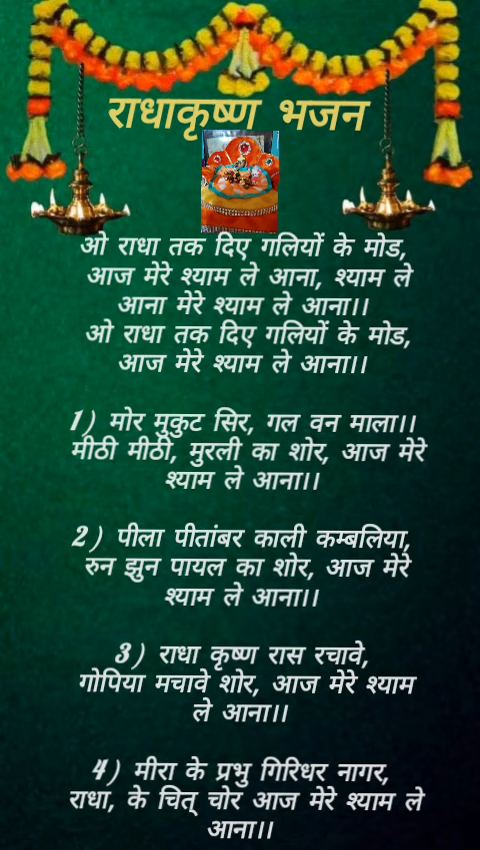 राधाकृष्ण भजन
ओ राधा तक दिए गलियों के मोड,
आज मेरे श्याम ले आना, श्याम ले
आना मेरे श्याम ले आना।।
ओ राधा तक दिए गलियों के मोड,
आज मेरे श्याम ले आना।।
1) मोर मुकुट सिर, गल वन माला।।
मीठी मीठी, मुरली का शोर, आज मेरे
श्याम ले आना।।
2) पीला पीतांबर काली कम्बलिया,
रुन झुन पायल का शोर, आज मेरे
श्याम ले आना।।
3) राधा कृष्ण रास रचावे,
गोपिया मचावे शोर, आज मेरे श्याम
ले आना।।
4) मीरा के प्रभु गिरिधर नागर,
राधा, के चित् चोर आज मेरे श्याम ले
आना।।